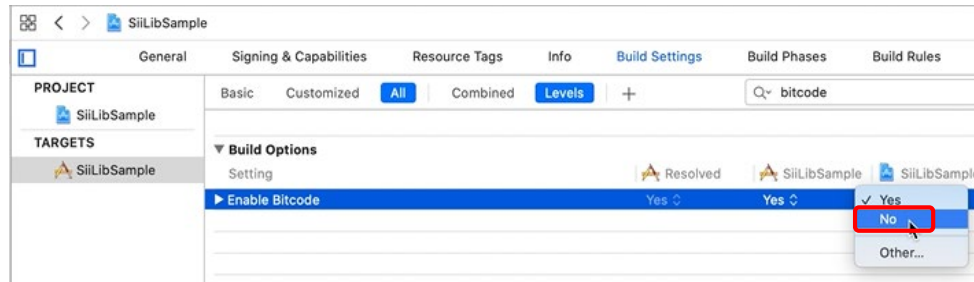 SiiLibSample
General Signing & Capabilities Resource Tags Info Build Settings Build Phases Build Rules
PROJECT Basic Customized All Combined Levels + bitcode
SiiLibSample
TARGETS
SiiLibSample
Build Options
Setting Resolved SiiLibSample SiiLibSampl
Enable Bitcode Yes Yes Yes
No
Other...